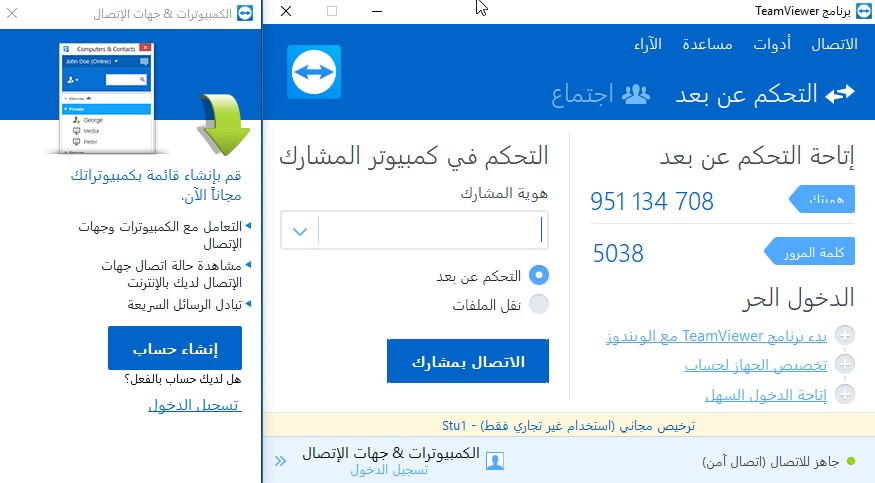 برنامج TeamViewer
الاتصال أدوات مساعدة الآراء
التحكم عن بعد اجتماع
إتاحة التحكم عن بعد
هويتك 951 134 708
كلمة المرور 5038
الدخول الحر
بدء برنامج TeamViewer مع الويندوز
تخصيص الجهاز لحساب
إتاحة الدخول السهل
التحكم في كمبيوتر المشارك
هوية المشارك
التحكم عن بعد
نقل الملفات
الاتصال بمشارك
ترخيص مجاني (استخدام غير تجاري فقط) - Stu1
جاهز للاتصال (اتصال آمن)
الكمبيوترات & جهات الإتصال
تسجيل الدخول
الكمبيوترات & جهات الإتصال
Computers & Contacts
John Doe (Online)
Private
George
Media
Peter
قم بإنشاء قائمة بكمبيوتراتك
مجاناً الآن.
التعامل مع الكمبيوترات وجهات
الإتصال
مشاهدة حالة اتصال جهات
الإتصال لديك بالإنترنت
تبادل الرسائل السريعة
إنشاء حساب
هل لديك حساب بالفعل؟
تسجيل الدخول